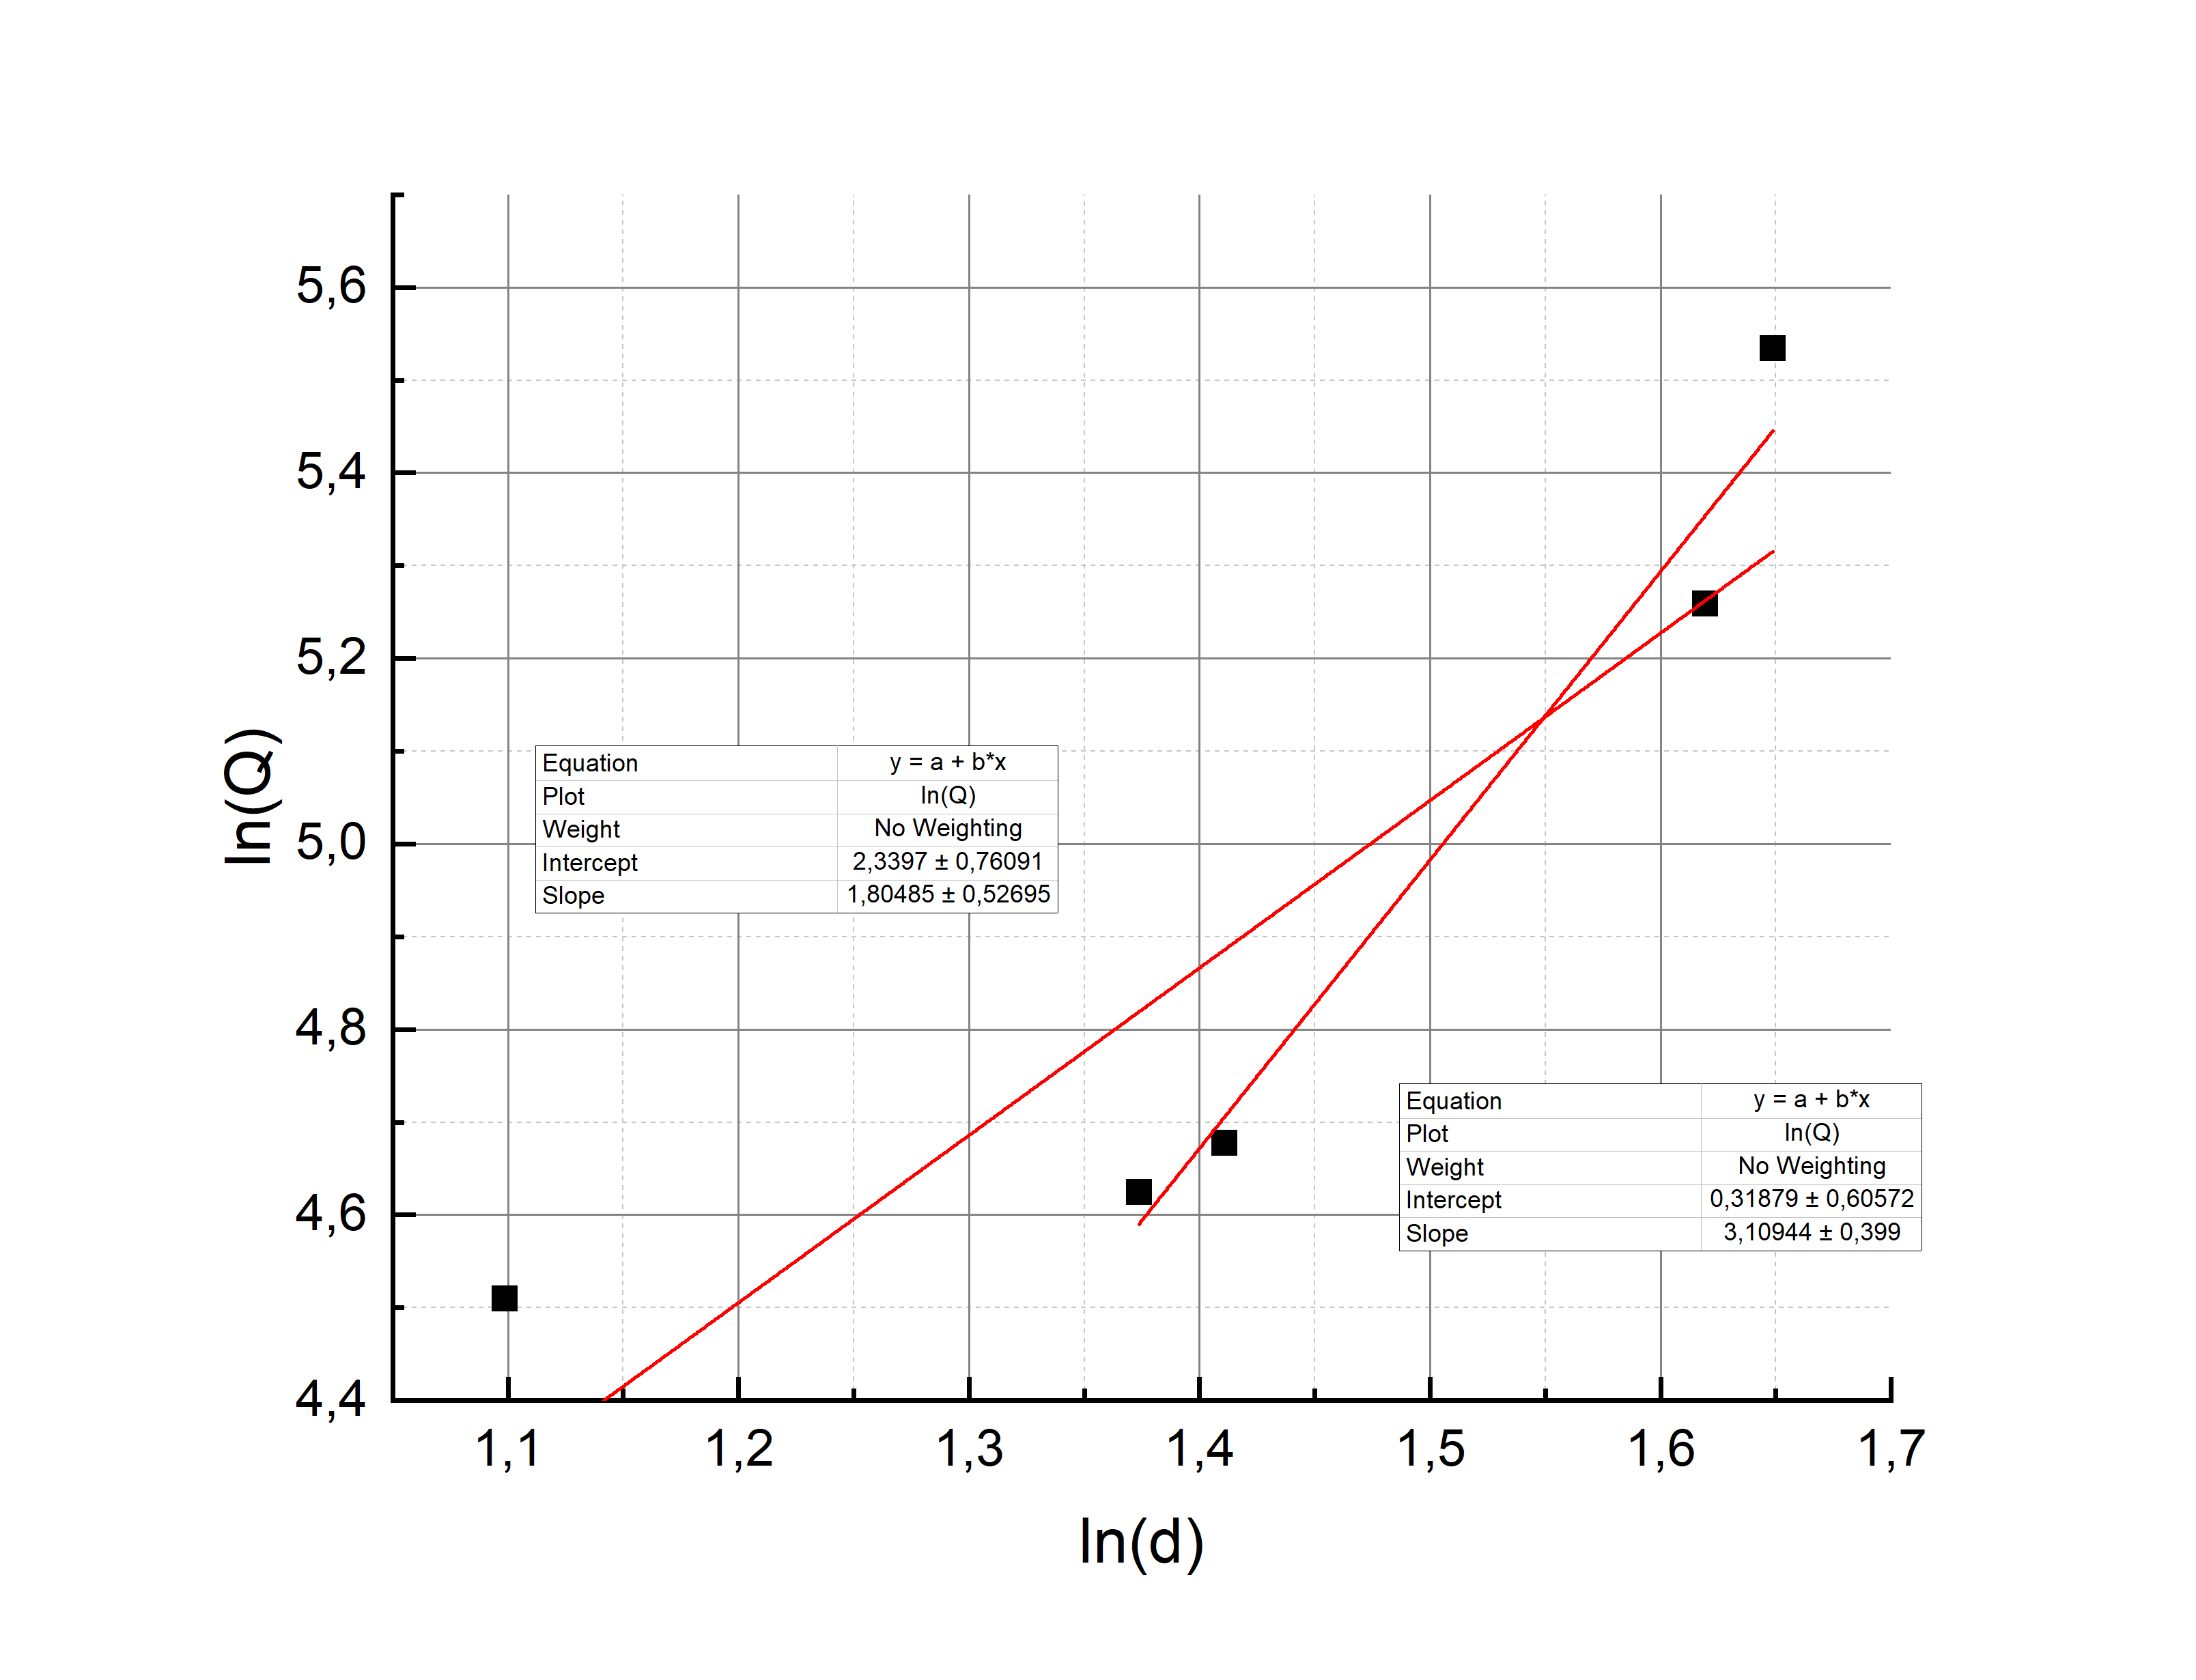 5,6
5,4
5,2
5,0
4,8
4,6
4,4
ln(Q)
Equation y = a + b*x
Plot ln(Q)
Weight No Weighting
Intercept 2,3397 ± 0,76091
Slope 1,80485 ± 0,52695
Equation y = a + b*x
Plot ln(Q)
Weight No Weighting
Intercept 0,31879 ± 0,60572
Slope 3,10944 ± 0,399
1,1 1,2 1,3 1,4 1,5 1,6 1,7
ln(d)